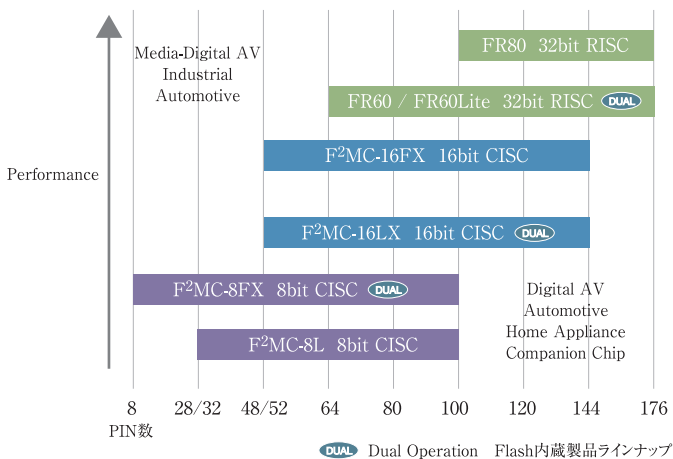 Media-Digital AV
Industrial
Automotive
Performance
FR80 32bit RISC
FR60 / FR60Lite 32bit RISC DUAL
F²MC-16FX 16bit CISC
F²MC-16LX 16bit CISC DUAL
F²MC-8FX 8bit CISC DUAL
F²MC-8L 8bit CISC
Digital AV
Automotive
Home Appliance
Companion Chip
8 28/32 48/52 64 80 100 120 144 176
PIN数
DUAL Dual Operation Flash内蔵製品ラインナップ